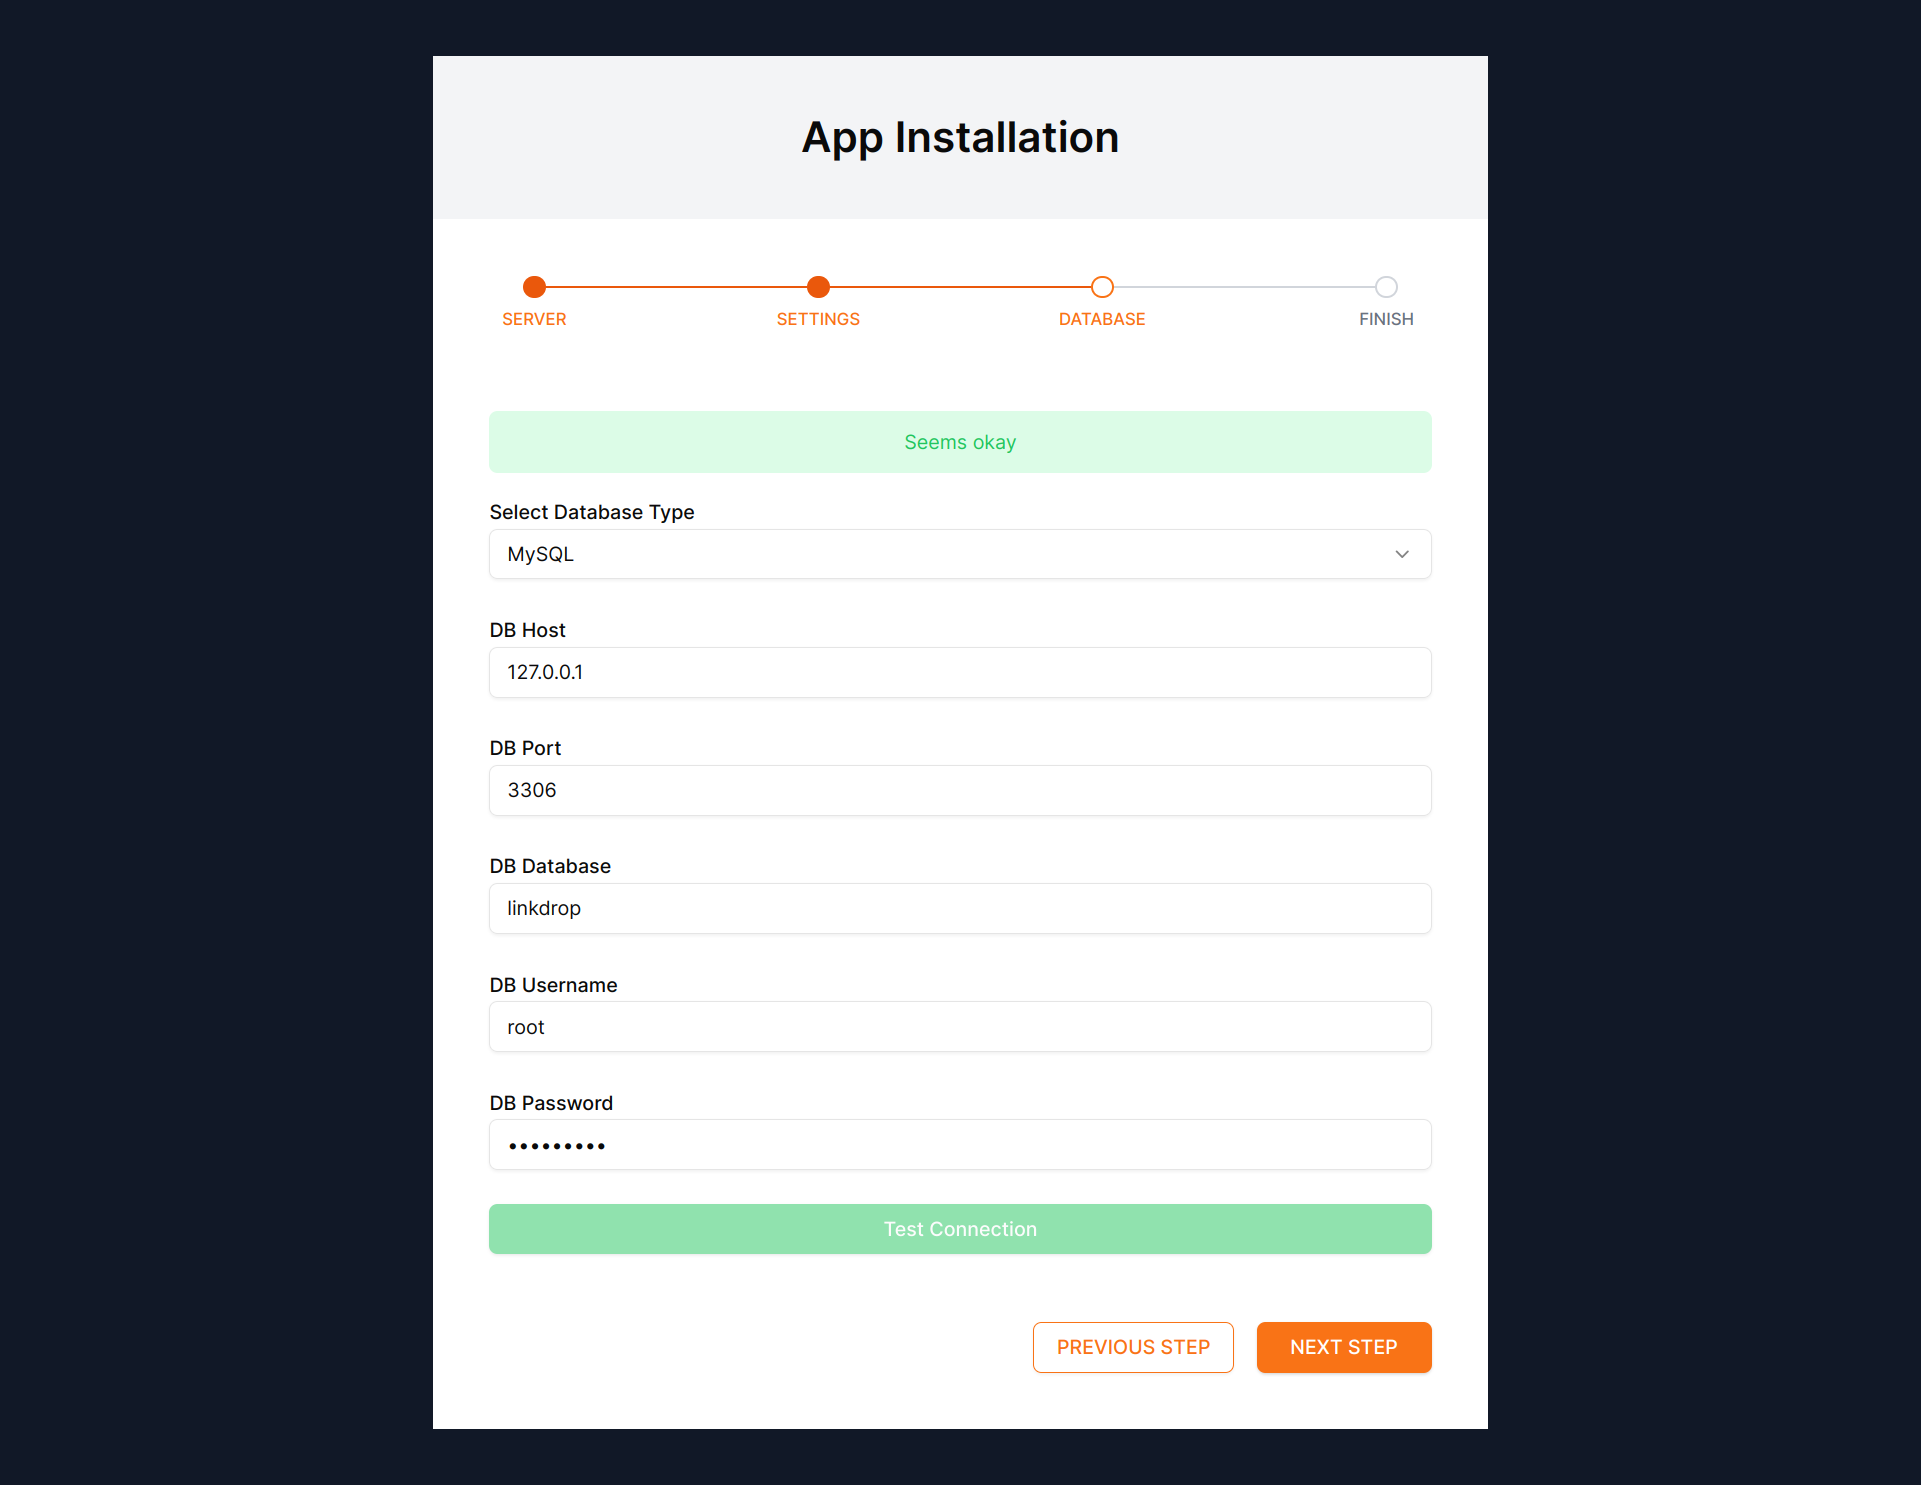 App Installation
SERVER SETTINGS DATABASE FINISH
Seems okay
Select Database Type
MySQL
DB Host
127.0.0.1
DB Port
3306
DB Database
linkdrop
DB Username
root
DB Password
•••••••••
Test Connection
PREVIOUS STEP NEXT STEP